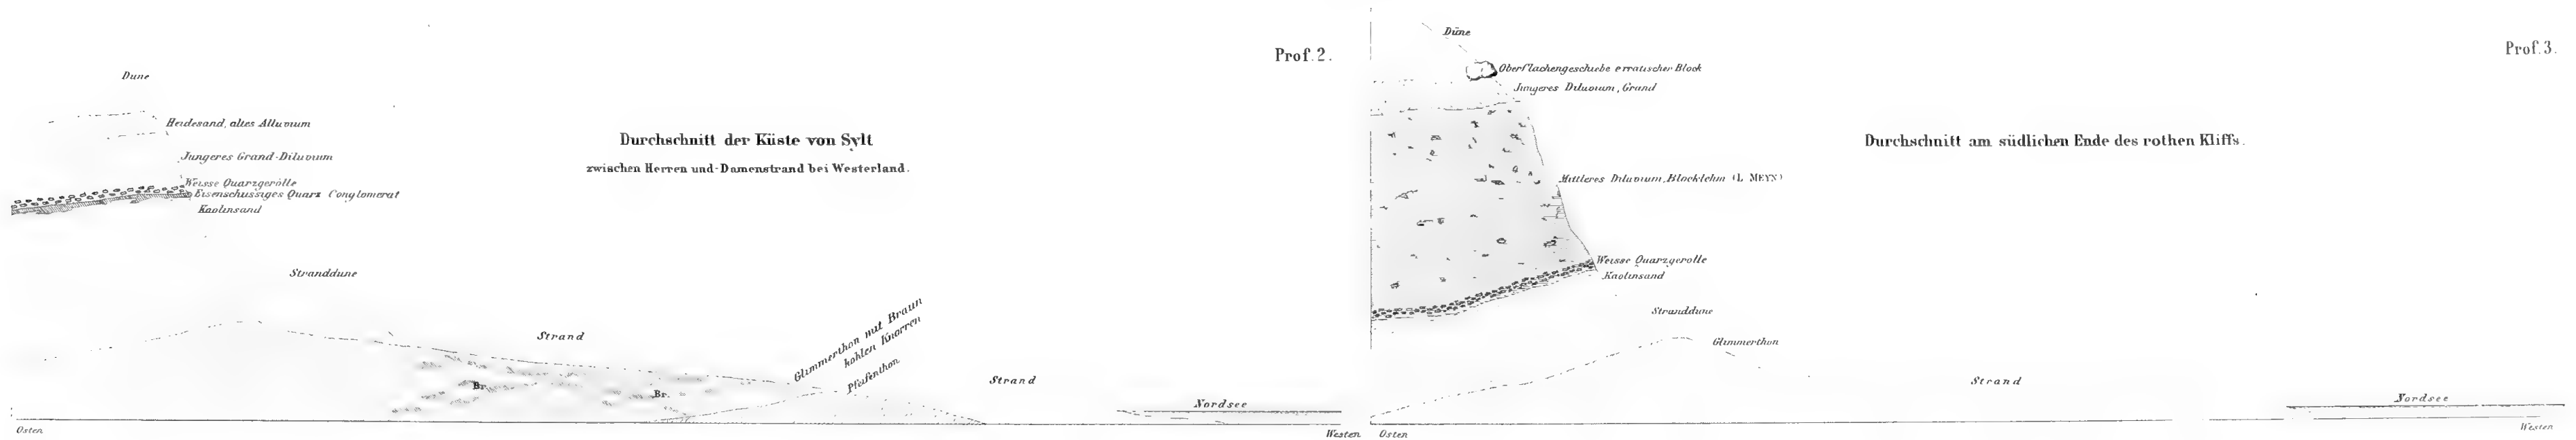 Prof. 2.
Dune
Heidesand, altes Alluvium
Jungeres Grand-Diluvium
Weisse Quarzgerölle
Eisenschüssiges Quarz Conglomerat
Kaolinsand
Durchschnitt der Küste von Sylt
zwischen Herren und-Damenstrand bei Westerland.
Stranddune
Strand
Glimmerthon mit Braun
kohlen Knorren
Pfeifenthon
Br.
Br.
Strand
Nordsee
Osten
Westen
Prof. 3.
Düne
Oberflachengeschiebe erratischer Block
Jungeres Diluvium, Grand
Durchschnitt am südlichen Ende des rothen Kliffs.
Mittleres Diluvium, Blocklehm (L. MEYN)
Weisse Quarzgerolle
Kaolinsand
Stranddune
Glimmerthon
Strand
Nordsee
Osten
Westen